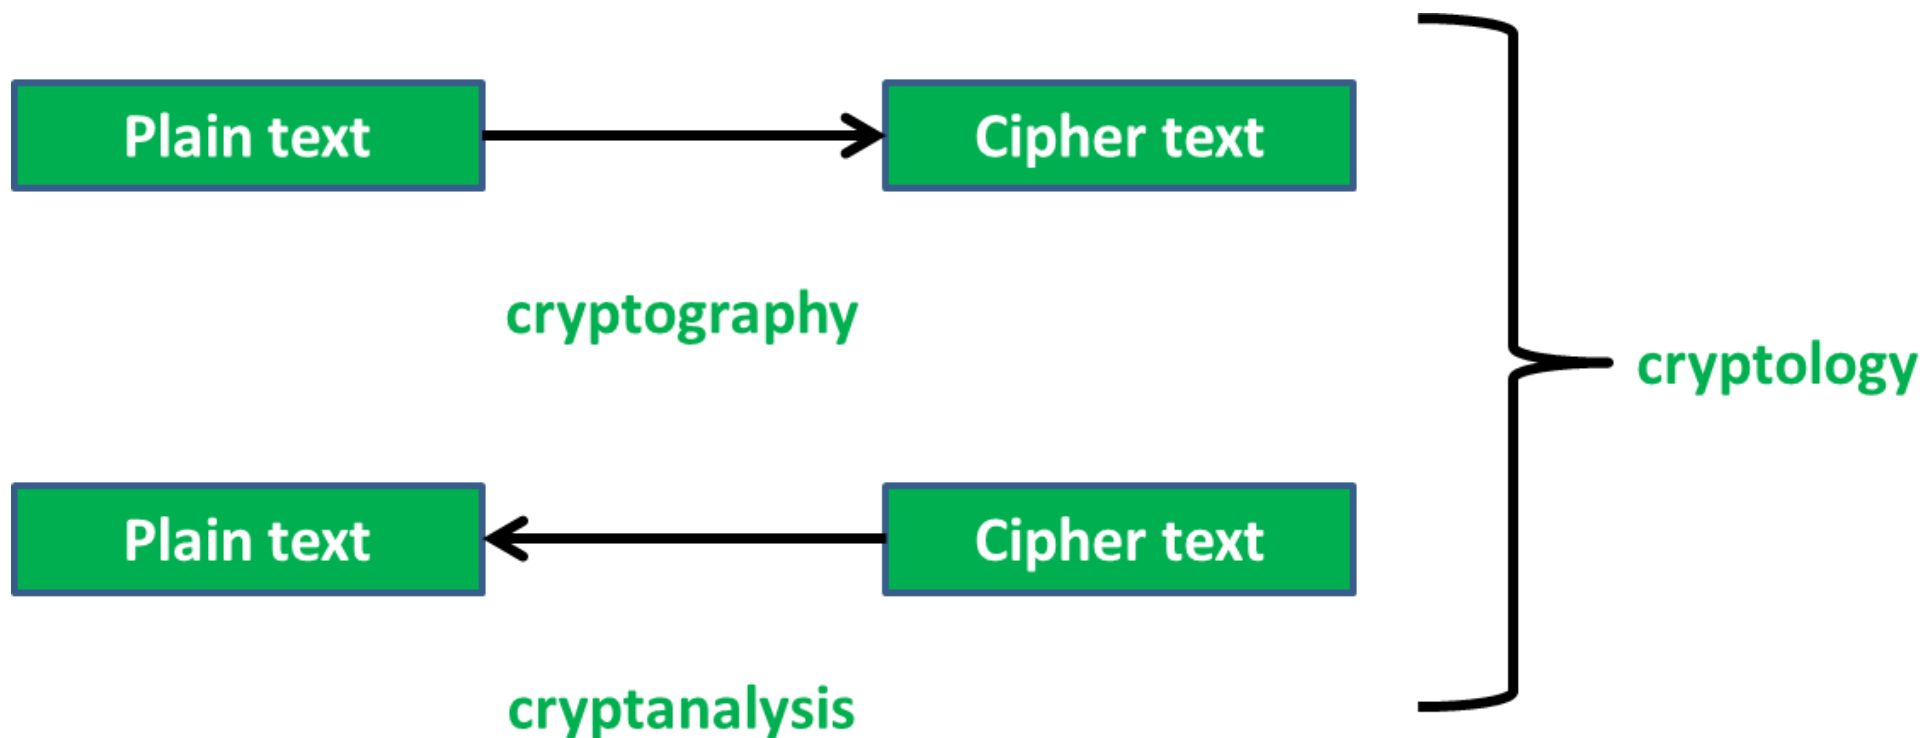 Plain text
Cipher text
cryptography
cryptology
Plain text
Cipher text
cryptanalysis